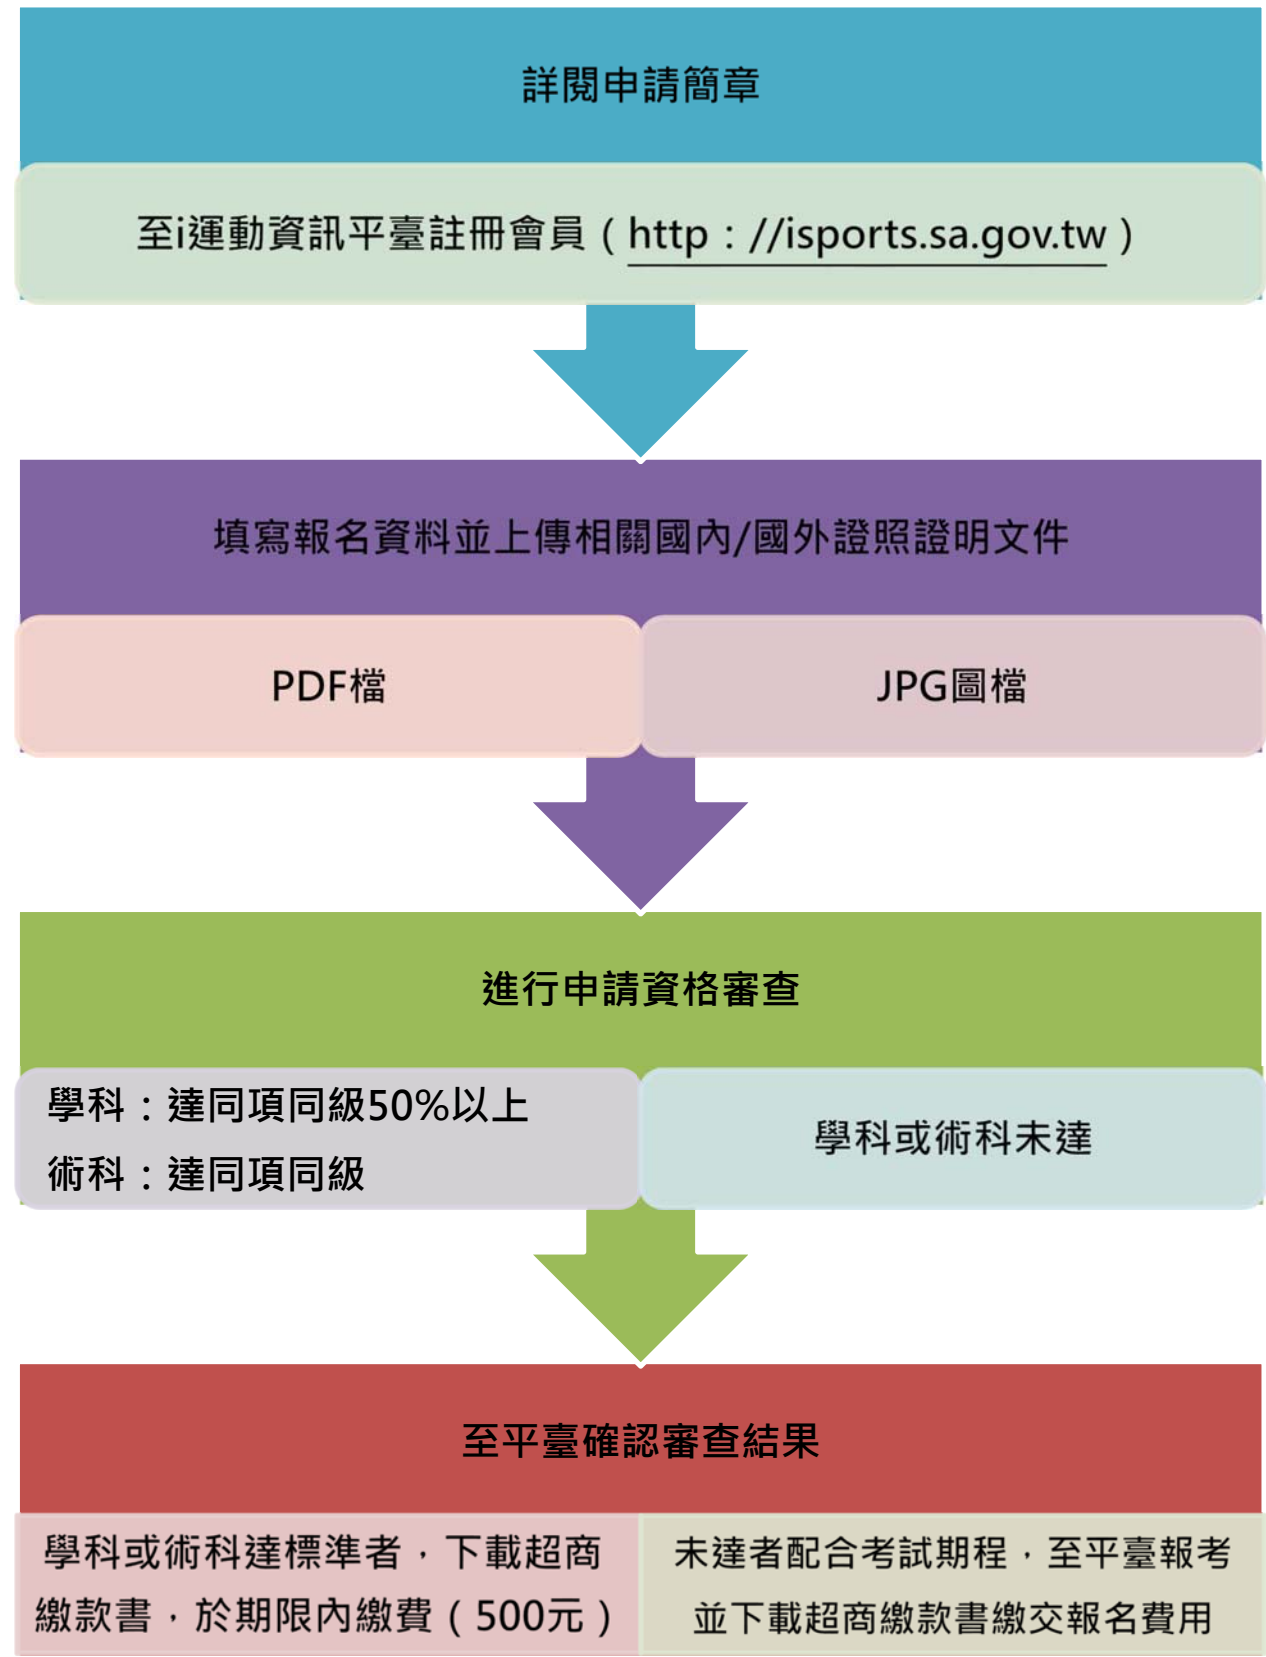 詳閱申請簡章
至i運動資訊平臺註冊會員（http：//isports.sa.gov.tw）
填寫報名資料並上傳相關國內/國外證照證明文件
PDF檔
JPG圖檔
進行申請資格審查
學科：達同項同級50%以上
術科：達同項同級
學科或術科未達
至平臺確認審查結果
學科或術科達標準者，下載超商
繳款書，於期限內繳費（500元）
未達者配合考試期程，至平臺報考
並下載超商繳款書繳交報名費用